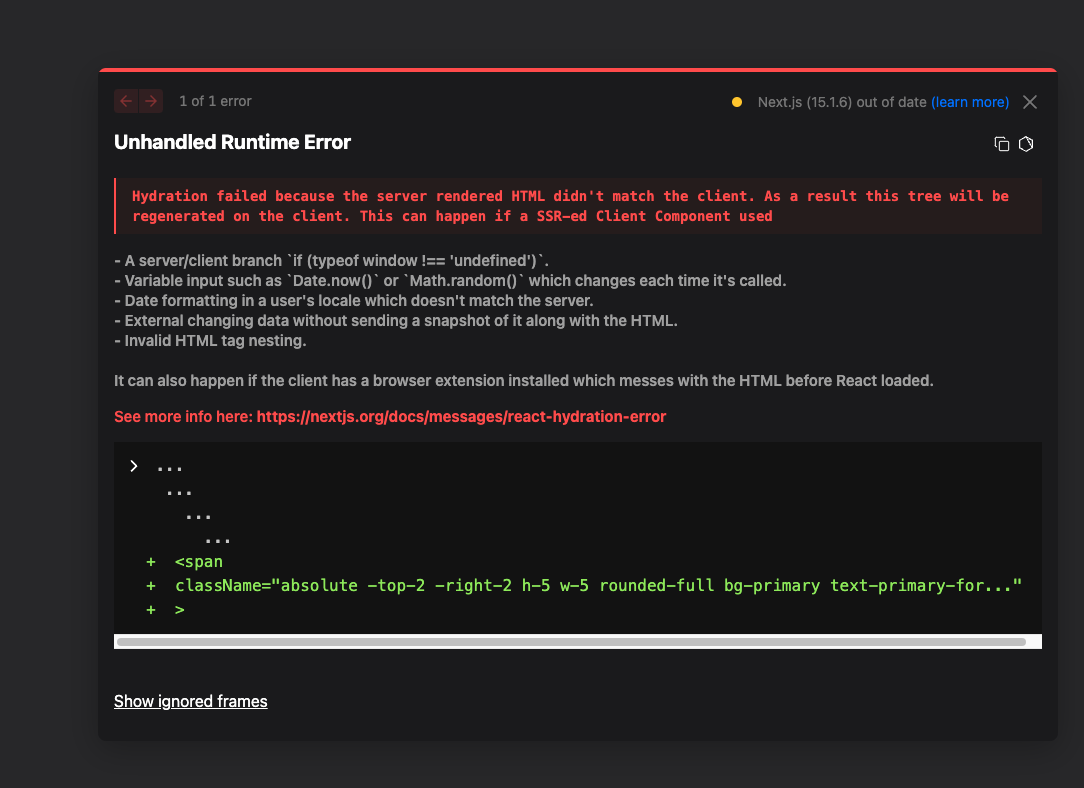 1 of 1 error
Next.js (15.1.6) out of date (learn more)
Unhandled Runtime Error
Hydration failed because the server rendered HTML didn't match the client. As a result this tree will be
regenerated on the client. This can happen if a SSR-ed Client Component used
- A server/client branch `if (typeof window !== 'undefined')`.
- Variable input such as `Date.now()` or `Math.random()` which changes each time it's called.
- Date formatting in a user's locale which doesn't match the server.
- External changing data without sending a snapshot of it along with the HTML.
- Invalid HTML tag nesting.
It can also happen if the client has a browser extension installed which messes with the HTML before React loaded.
See more info here: https://nextjs.org/docs/messages/react-hydration-error
...
...
...
...
+ <span
+ className="absolute -top-2 -right-2 h-5 w-5 rounded-full bg-primary text-primary-for..."
+ >
Show ignored frames